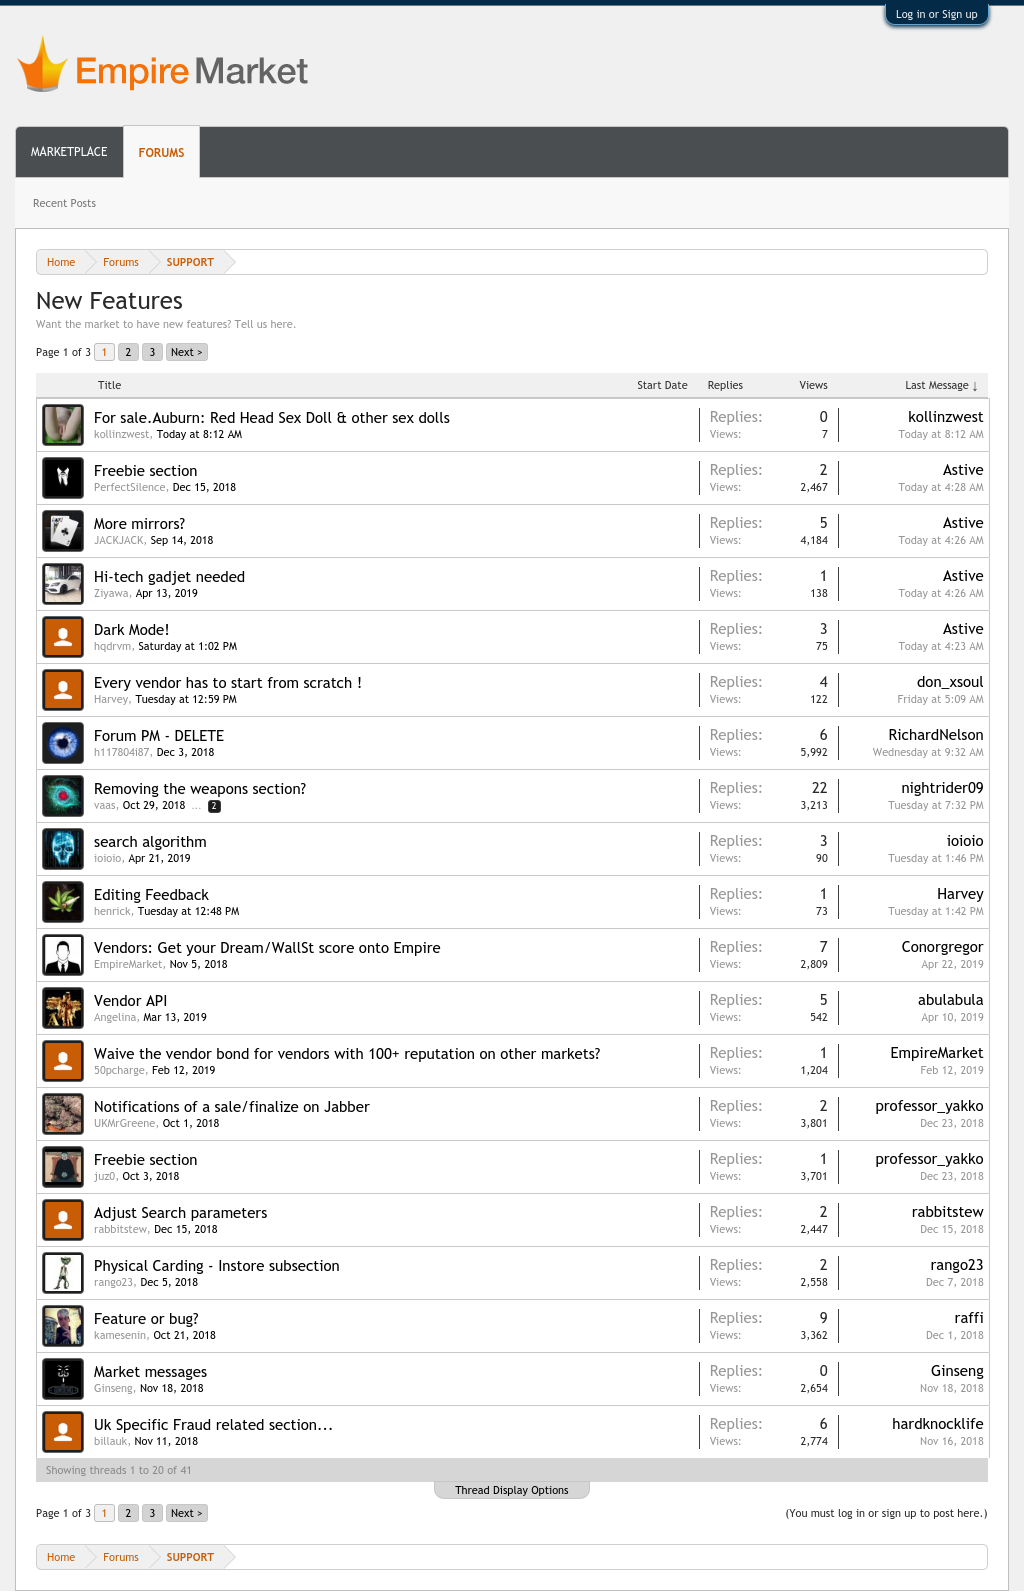 Log in or Sign up
Empire Market
MARKETPLACE FORUMS
Recent Posts
Home Forums SUPPORT
New Features
Want the market to have new features? Tell us here.
Page 1 of 3 1 2 3 Next >
Title Start Date Replies Views Last Message ↓
For sale.Auburn: Red Head Sex Doll & other sex dolls Replies: 0 kollinzwest
kollinzwest, Today at 8:12 AM Views: 7 Today at 8:12 AM
Freebie section Replies: 2 Astive
PerfectSilence, Dec 15, 2018 Views: 2,467 Today at 4:28 AM
More mirrors? Replies: 5 Astive
JACKJACK, Sep 14, 2018 Views: 4,184 Today at 4:26 AM
Hi-tech gadjet needed Replies: 1 Astive
Ziyawa, Apr 13, 2019 Views: 138 Today at 4:26 AM
Dark Mode! Replies: 3 Astive
hqdrvm, Saturday at 1:02 PM Views: 75 Today at 4:23 AM
Every vendor has to start from scratch ! Replies: 4 don_xsoul
Harvey, Tuesday at 12:59 PM Views: 122 Friday at 5:09 AM
Forum PM - DELETE Replies: 6 RichardNelson
h117804i87, Dec 3, 2018 Views: 5,992 Wednesday at 9:32 AM
Removing the weapons section? Replies: 22 nightrider09
vaas, Oct 29, 2018 ... 2 Views: 3,213 Tuesday at 7:32 PM
search algorithm Replies: 3 ioioio
ioioio, Apr 21, 2019 Views: 90 Tuesday at 1:46 PM
Editing Feedback Replies: 1 Harvey
henrick, Tuesday at 12:48 PM Views: 73 Tuesday at 1:42 PM
Vendors: Get your Dream/WallSt score onto Empire Replies: 7 Conorgregor
EmpireMarket, Nov 5, 2018 Views: 2,809 Apr 22, 2019
Vendor API Replies: 5 abulabula
Angelina, Mar 13, 2019 Views: 542 Apr 10, 2019
Waive the vendor bond for vendors with 100+ reputation on other markets? Replies: 1 EmpireMarket
50pcharge, Feb 12, 2019 Views: 1,204 Feb 12, 2019
Notifications of a sale/finalize on Jabber Replies: 2 professor_yakko
UKMrGreene, Oct 1, 2018 Views: 3,801 Dec 23, 2018
Freebie section Replies: 1 professor_yakko
juz0, Oct 3, 2018 Views: 3,701 Dec 23, 2018
Adjust Search parameters Replies: 2 rabbitstew
rabbitstew, Dec 15, 2018 Views: 2,447 Dec 15, 2018
Physical Carding - Instore subsection Replies: 2 rango23
rango23, Dec 5, 2018 Views: 2,558 Dec 7, 2018
Feature or bug? Replies: 9 raffi
kamesenin, Oct 21, 2018 Views: 3,362 Dec 1, 2018
Market messages Replies: 0 Ginseng
Ginseng, Nov 18, 2018 Views: 2,654 Nov 18, 2018
Uk Specific Fraud related section... Replies: 6 hardknocklife
billauk, Nov 11, 2018 Views: 2,774 Nov 16, 2018
Showing threads 1 to 20 of 41
Thread Display Options
Page 1 of 3 1 2 3 Next > (You must log in or sign up to post here.)
Home Forums SUPPORT